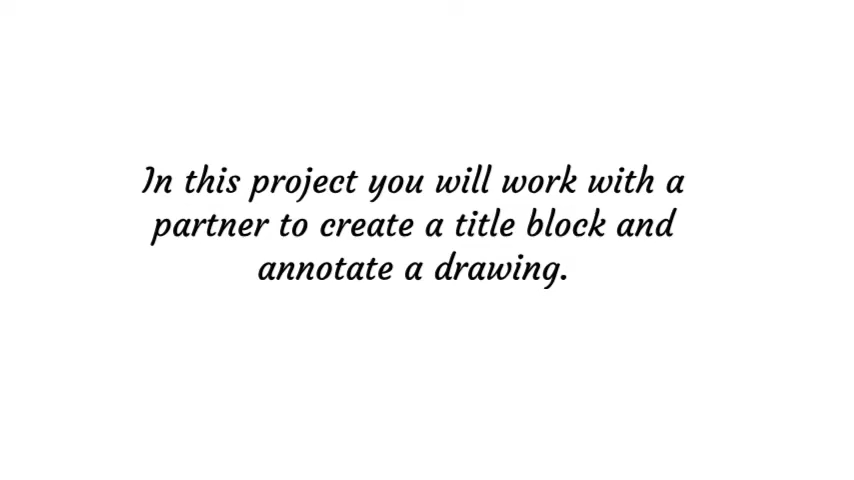 In this project you will work with a
partner to create a title block and
annotate a drawing.